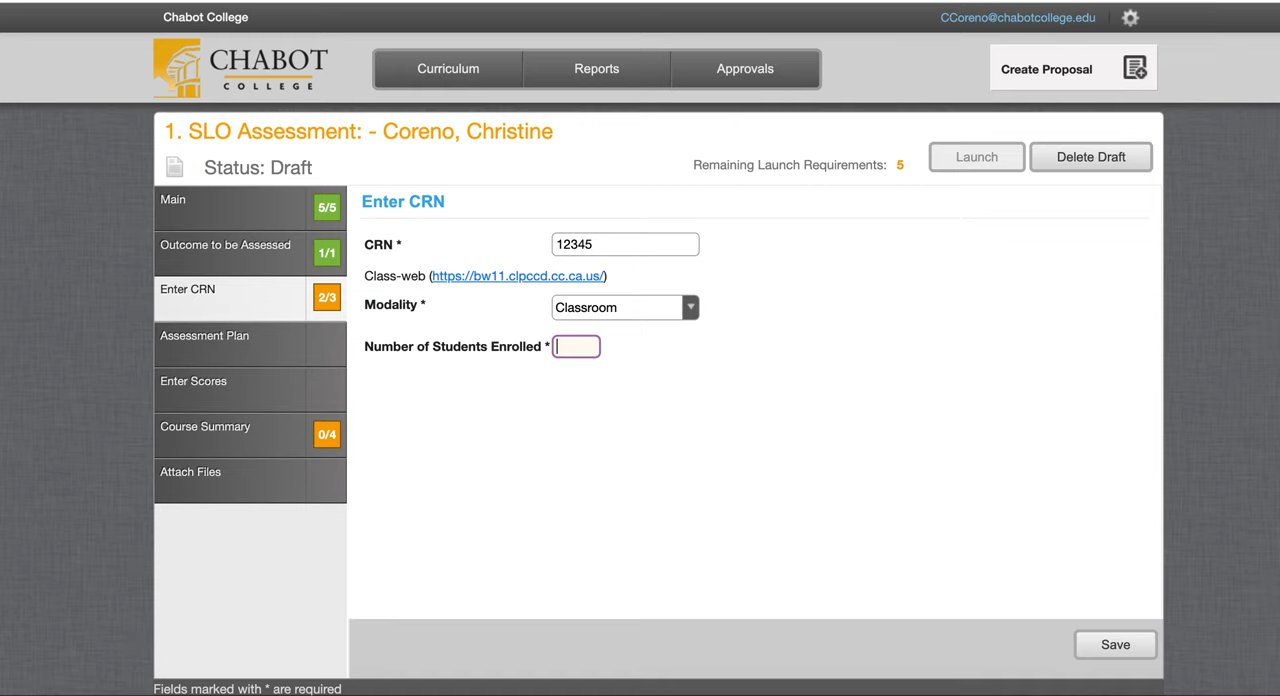 Chabot College
CCoreno@chabotcollege.edu
CHABOT
COLLEGE
Curriculum
Reports
Approvals
Create Proposal
1. SLO Assessment: - Coreno, Christine
Status: Draft
Remaining Launch Requirements: 5
Launch
Delete Draft
Main 5/5
Outcome to be Assessed 1/1
Enter CRN 2/3
Assessment Plan
Enter Scores
Course Summary 0/4
Attach Files
Enter CRN
CRN * 12345
Class-web (https://bw11.clpccd.cc.ca.us/)
Modality * Classroom
Number of Students Enrolled *
Save
Fields marked with * are required